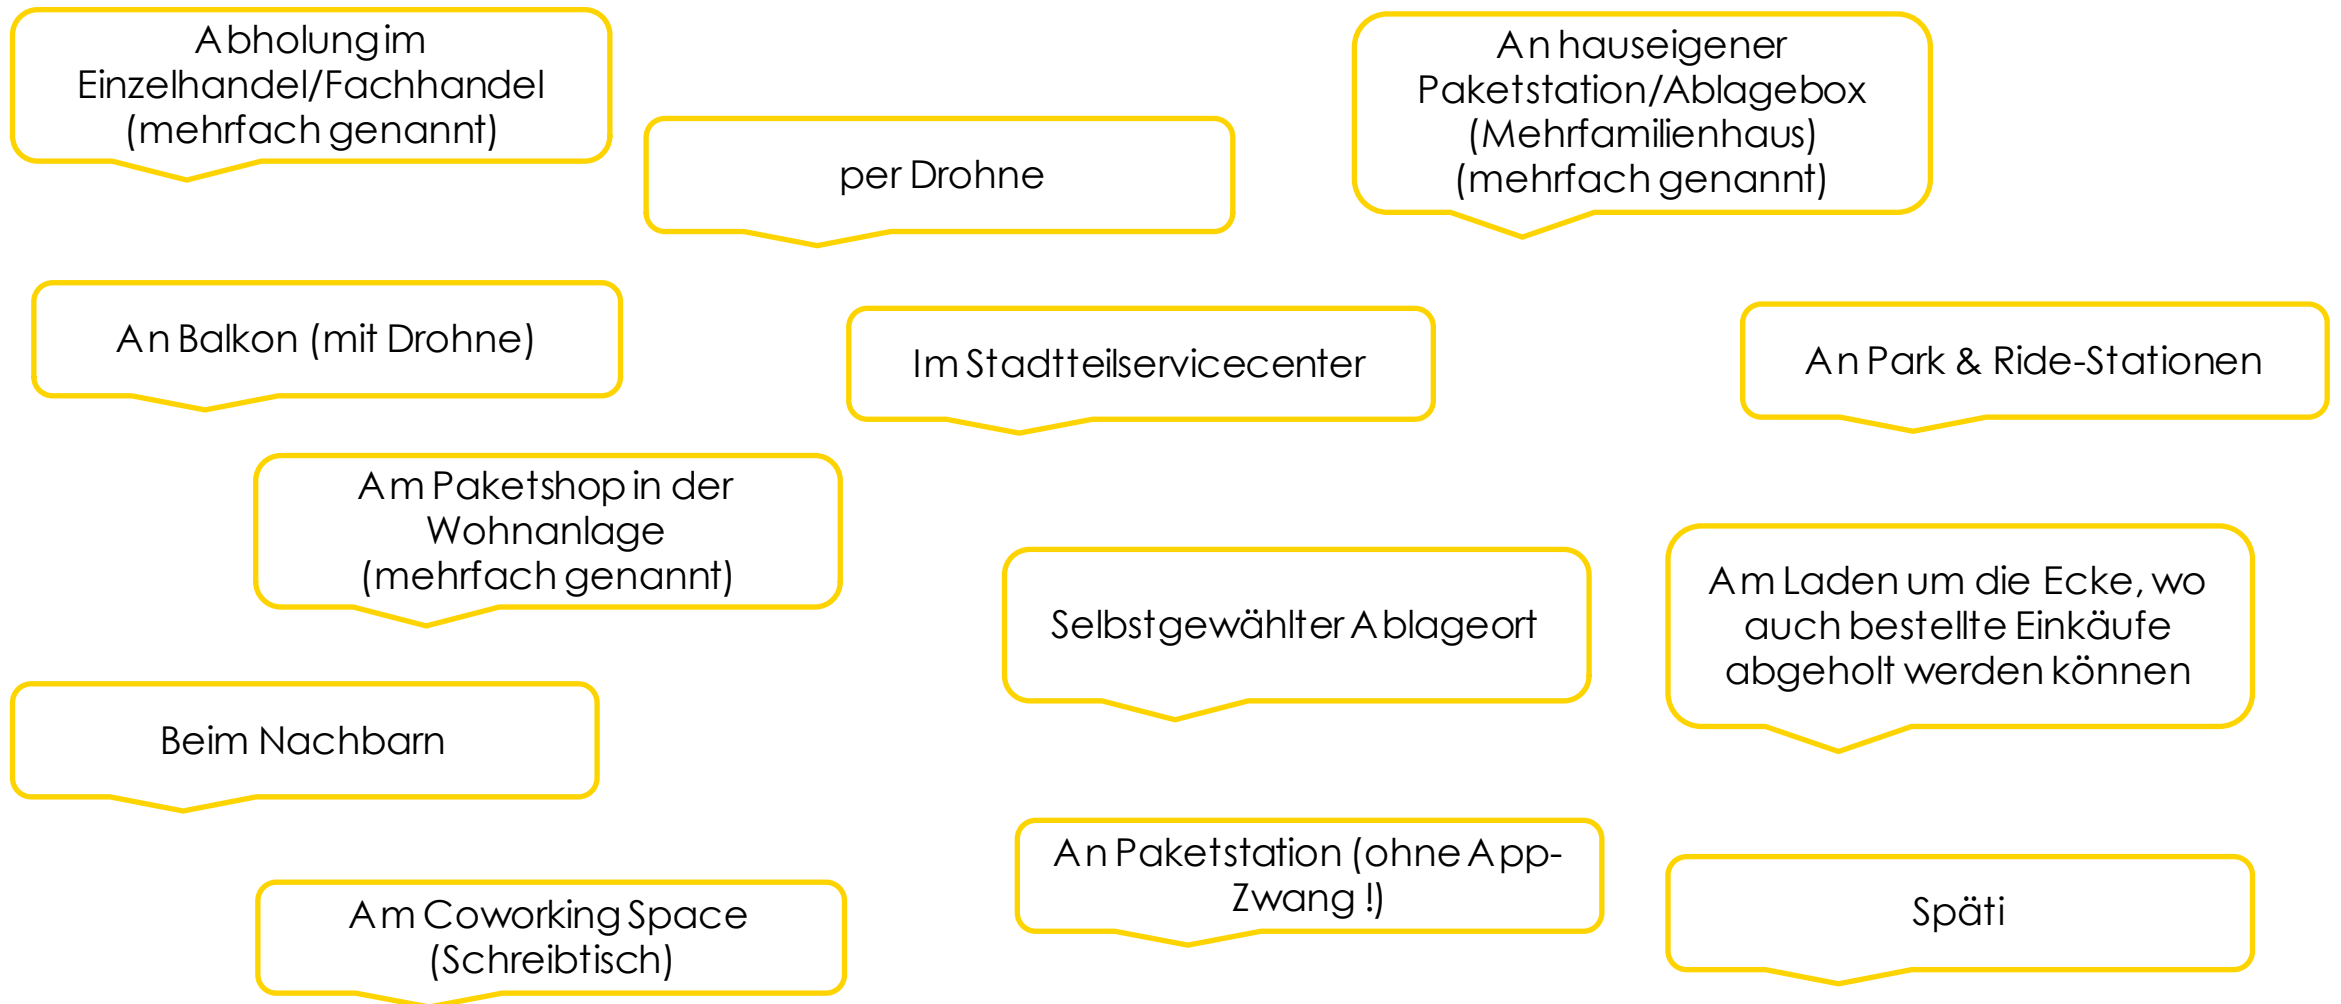 Abholung im
Einzelhandel/Fachhandel
(mehrfach genannt)
An hauseigener
Paketstation/Ablagebox
(Mehrfamilienhaus)
(mehrfach genannt)
per Drohne
An Balkon (mit Drohne)
Im Stadtteilservicecenter
An Park & Ride-Stationen
Am Paketshop in der
Wohnanlage
(mehrfach genannt)
Selbstgewählter Ablageort
Am Laden um die Ecke, wo
auch bestellte Einkäufe
abgeholt werden können
Beim Nachbarn
An Paketstation (ohne App-
Zwang !)
Am Coworking Space
(Schreibtisch)
Späti